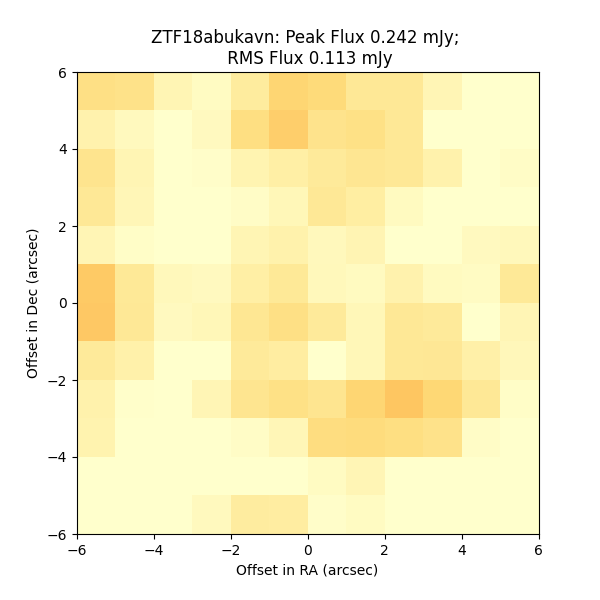 ZTF18abukavn: Peak Flux 0.242 mJy;
RMS Flux 0.113 mJy
6
4
2
0
−2
−4
−6
Offset in Dec (arcsec)
−6 −4 −2 0 2 4 6
Offset in RA (arcsec)